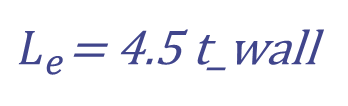 Lₑ = 4.5 t_wall